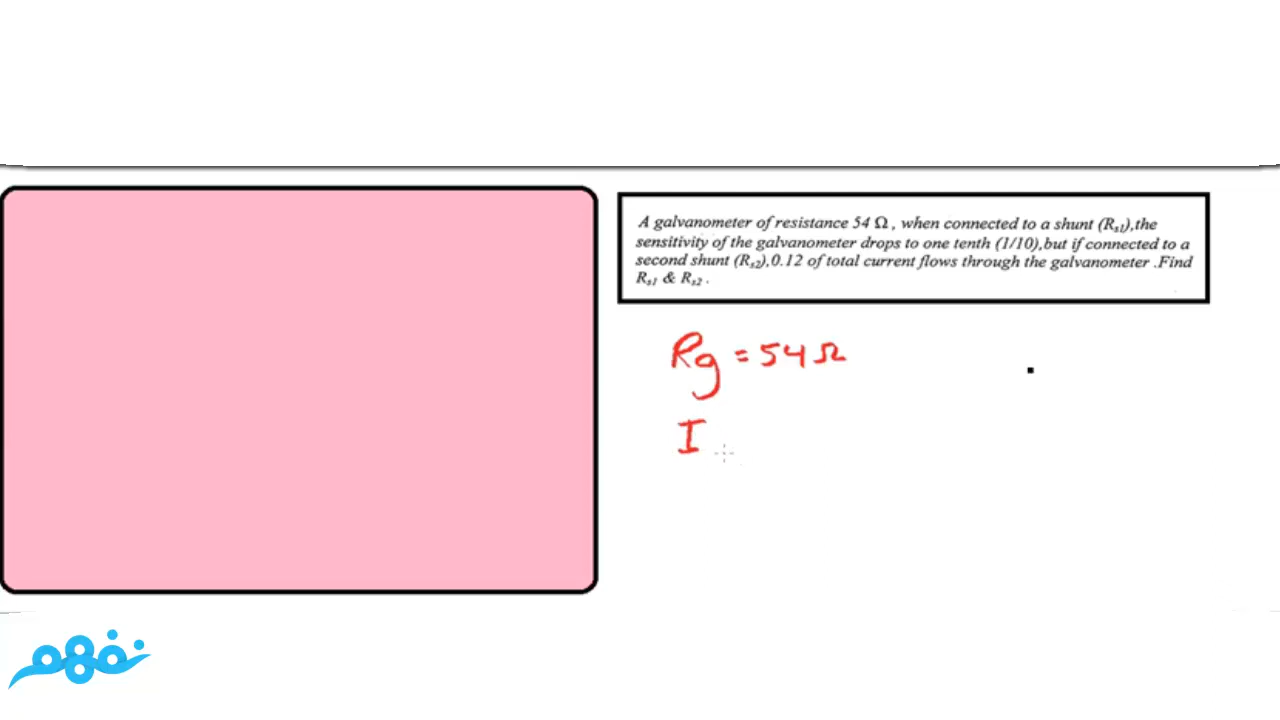 A galvanometer of resistance 54 Ω , when connected to a shunt (Rs1),the
sensitivity of the galvanometer drops to one tenth (1/10),but if connected to a
second shunt (Rs2),0.12 of total current flows through the galvanometer .Find
Rs1 & Rs2 .
Rg = 54 Ω
I
نفهم